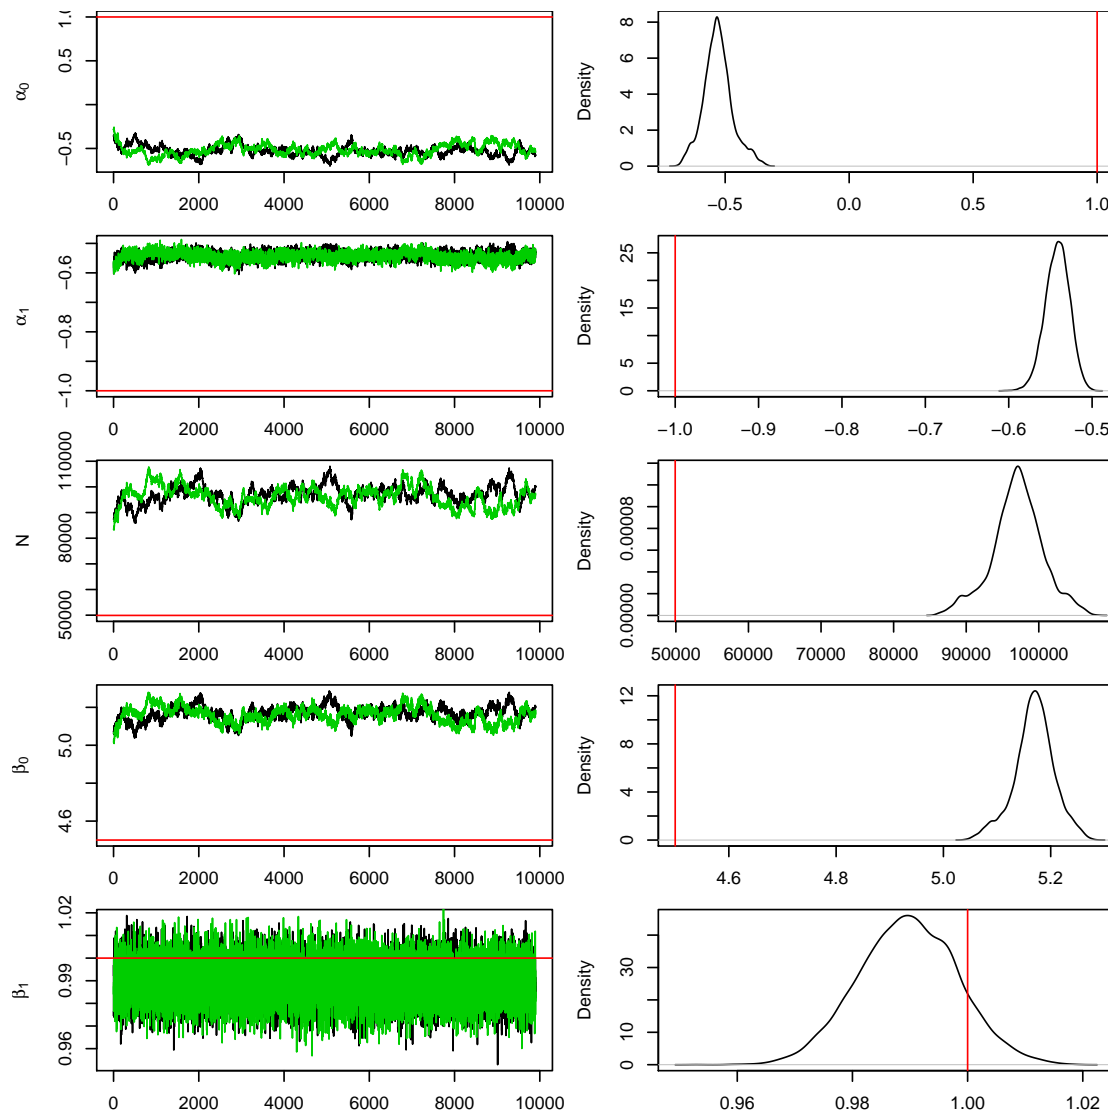 α0
1.0
0.5
−0.5
0 2000 4000 6000 8000 10000
Density
8
6
4
2
0
−0.5 0.0 0.5 1.0
α1
−0.6
−0.8
−1.0
0 2000 4000 6000 8000 10000
Density
25
15
5
0
−1.0 −0.9 −0.8 −0.7 −0.6 −0.5
N
110000
80000
50000
0 2000 4000 6000 8000 10000
Density
0.00008
0.00000
50000 60000 70000 80000 90000 100000
β0
5.0
4.6
0 2000 4000 6000 8000 10000
Density
12
8
4
0
4.6 4.8 5.0 5.2
β1
1.02
0.99
0.96
0 2000 4000 6000 8000 10000
Density
30
10
0
0.96 0.98 1.00 1.02